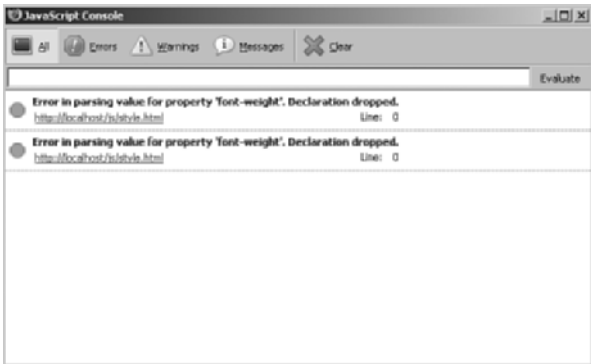 JavaScript Console
All Errors Warnings Messages Clear
Evaluate
Error in parsing value for property 'font-weight'. Declaration dropped.
http://localhost/js/style.html Line: 0
Error in parsing value for property 'font-weight'. Declaration dropped.
http://localhost/js/style.html Line: 0